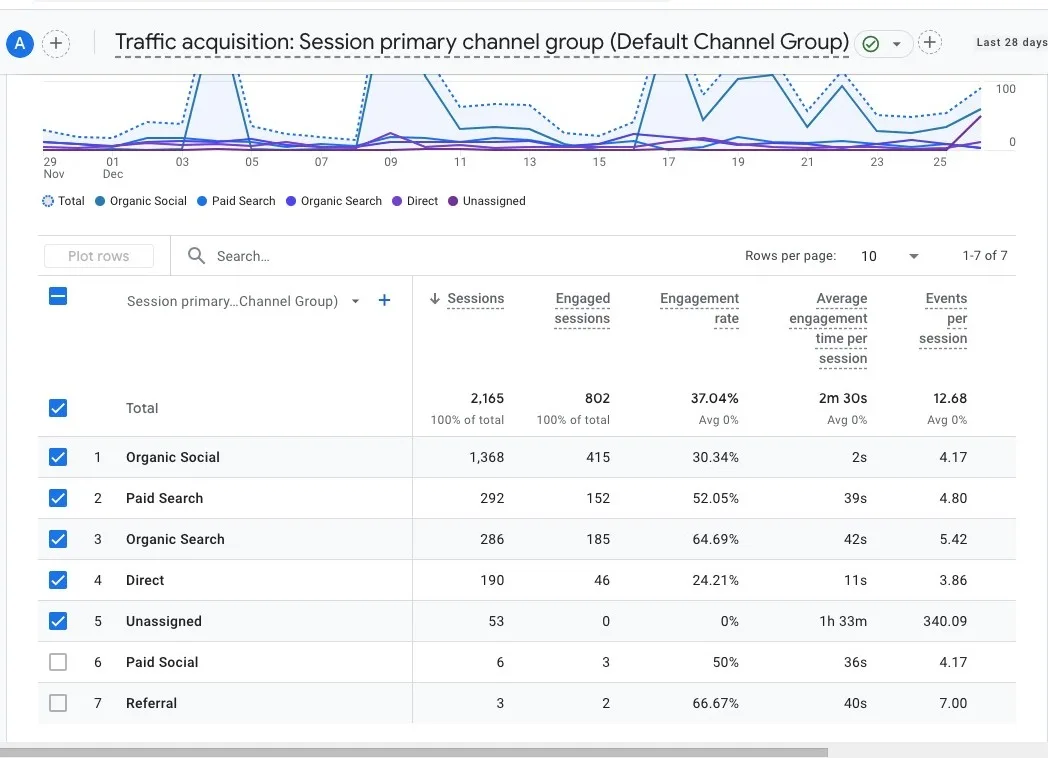 A
Traffic acquisition: Session primary channel group (Default Channel Group)
Last 28 days
100
0
29 01 03 05 07 09 11 13 15 17 19 21 23 25
Nov Dec
Total Organic Social Paid Search Organic Search Direct Unassigned
Plot rows Search... Rows per page: 10 1-7 of 7
Session primary...Channel Group) + Sessions Engaged sessions Engagement rate Average engagement time per session Events per session
2,165 802 37.04% 2m 30s 12.68
Total
100% of total 100% of total Avg 0% Avg 0% Avg 0%
1 Organic Social 1,368 415 30.34% 2s 4.17
2 Paid Search 292 152 52.05% 39s 4.80
3 Organic Search 286 185 64.69% 42s 5.42
4 Direct 190 46 24.21% 11s 3.86
5 Unassigned 53 0 0% 1h 33m 340.09
6 Paid Social 6 3 50% 36s 4.17
7 Referral 3 2 66.67% 40s 7.00